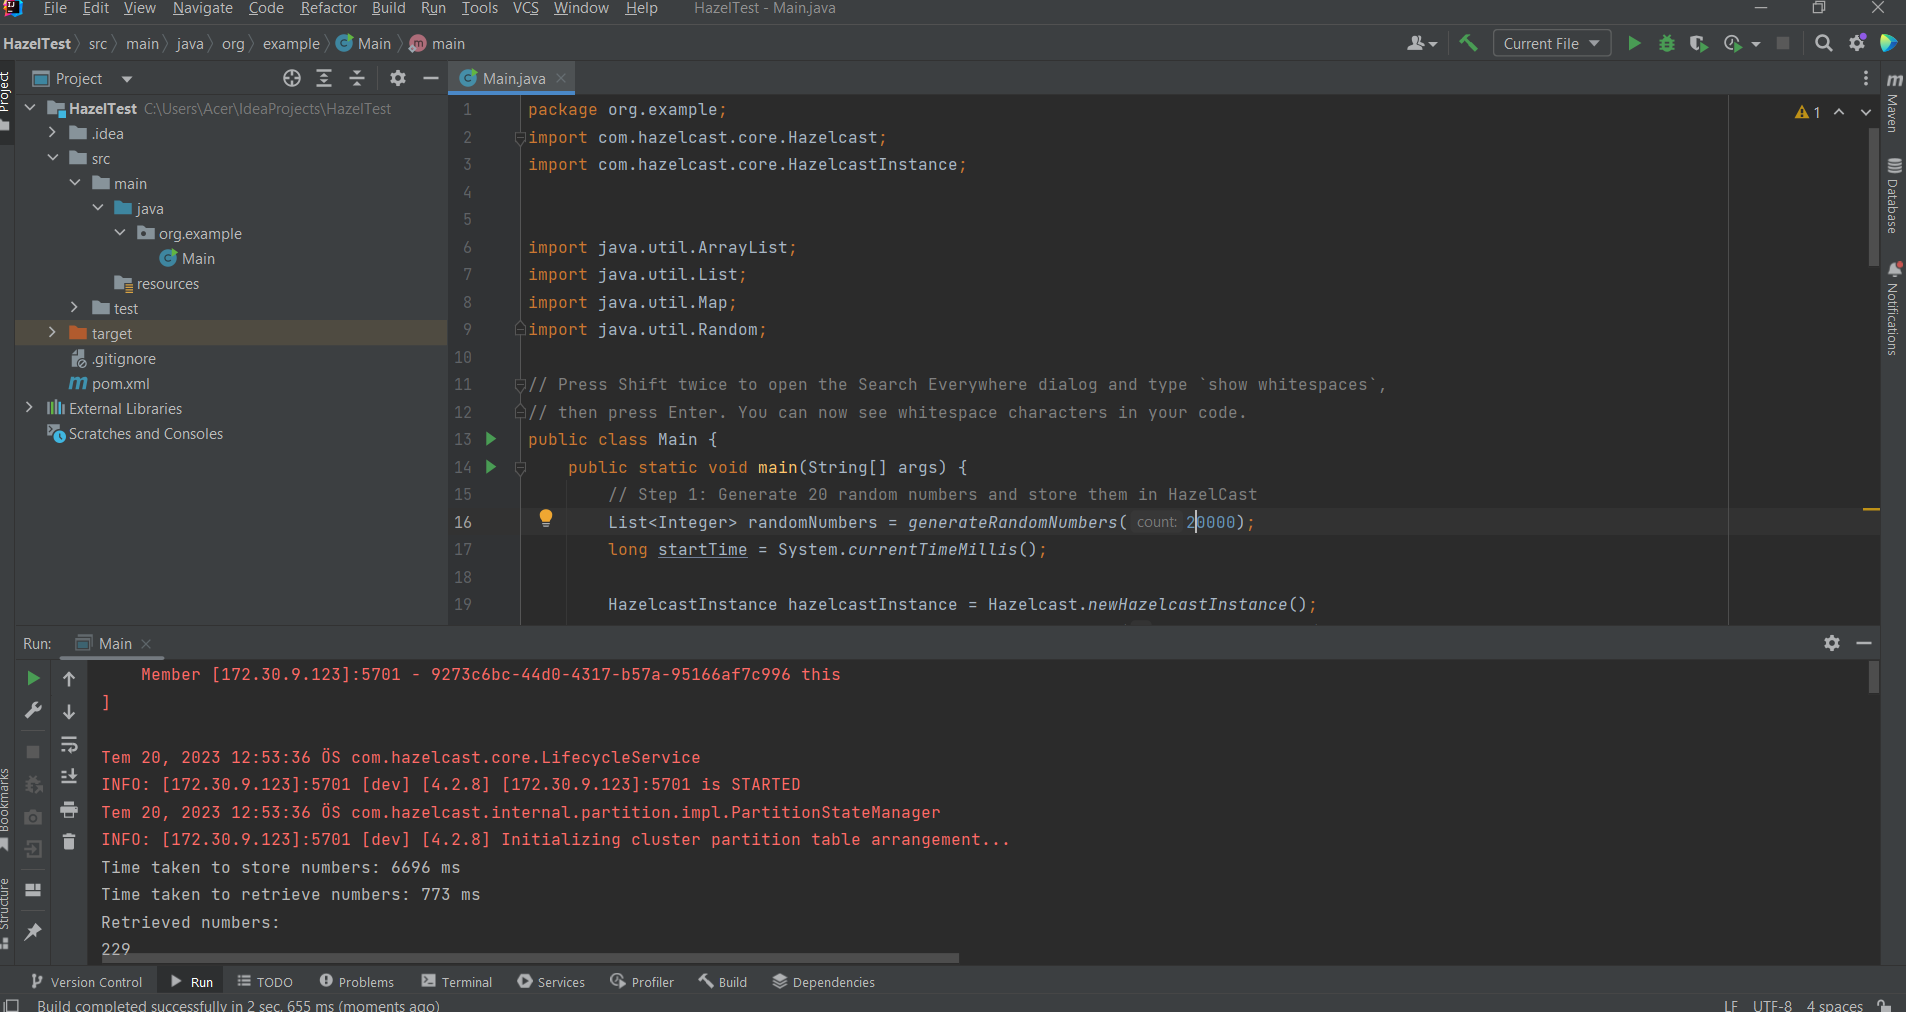 File Edit View Navigate Code Refactor Build Run Tools VCS Window Help HazelTest - Main.java
HazelTest src main java org example Main main
Current File
Project
Project
Main.java
HazelTest C:\Users\Acer\IdeaProjects\HazelTest
.idea
src
main
java
org.example
Main
resources
test
target
.gitignore
pom.xml
External Libraries
Scratches and Consoles
1 package org.example;
2 import com.hazelcast.core.Hazelcast;
3 import com.hazelcast.core.HazelcastInstance;
4
5
6 import java.util.ArrayList;
7 import java.util.List;
8 import java.util.Map;
9 import java.util.Random;
10
11 // Press Shift twice to open the Search Everywhere dialog and type `show whitespaces`,
12 // then press Enter. You can now see whitespace characters in your code.
13 public class Main {
14 public static void main(String[] args) {
15 // Step 1: Generate 20 random numbers and store them in HazelCast
16 List<Integer> randomNumbers = generateRandomNumbers( count: 20000);
17 long startTime = System.currentTimeMillis();
18
19 HazelcastInstance hazelcastInstance = Hazelcast.newHazelcastInstance();
1
m
Maven
Database
Notifications
Run: Main
Member [172.30.9.123]:5701 - 9273c6bc-44d0-4317-b57a-95166af7c996 this
]
Tem 20, 2023 12:53:36 ÖS com.hazelcast.core.LifecycleService
INFO: [172.30.9.123]:5701 [dev] [4.2.8] [172.30.9.123]:5701 is STARTED
Tem 20, 2023 12:53:36 ÖS com.hazelcast.internal.partition.impl.PartitionStateManager
INFO: [172.30.9.123]:5701 [dev] [4.2.8] Initializing cluster partition table arrangement...
Time taken to store numbers: 6696 ms
Time taken to retrieve numbers: 773 ms
Retrieved numbers:
229
Bookmarks
Structure
Version Control Run TODO Problems Terminal Services Profiler Build Dependencies
Build completed successfully in 2 sec, 655 ms (moments ago) LF UTF-8 4 spaces